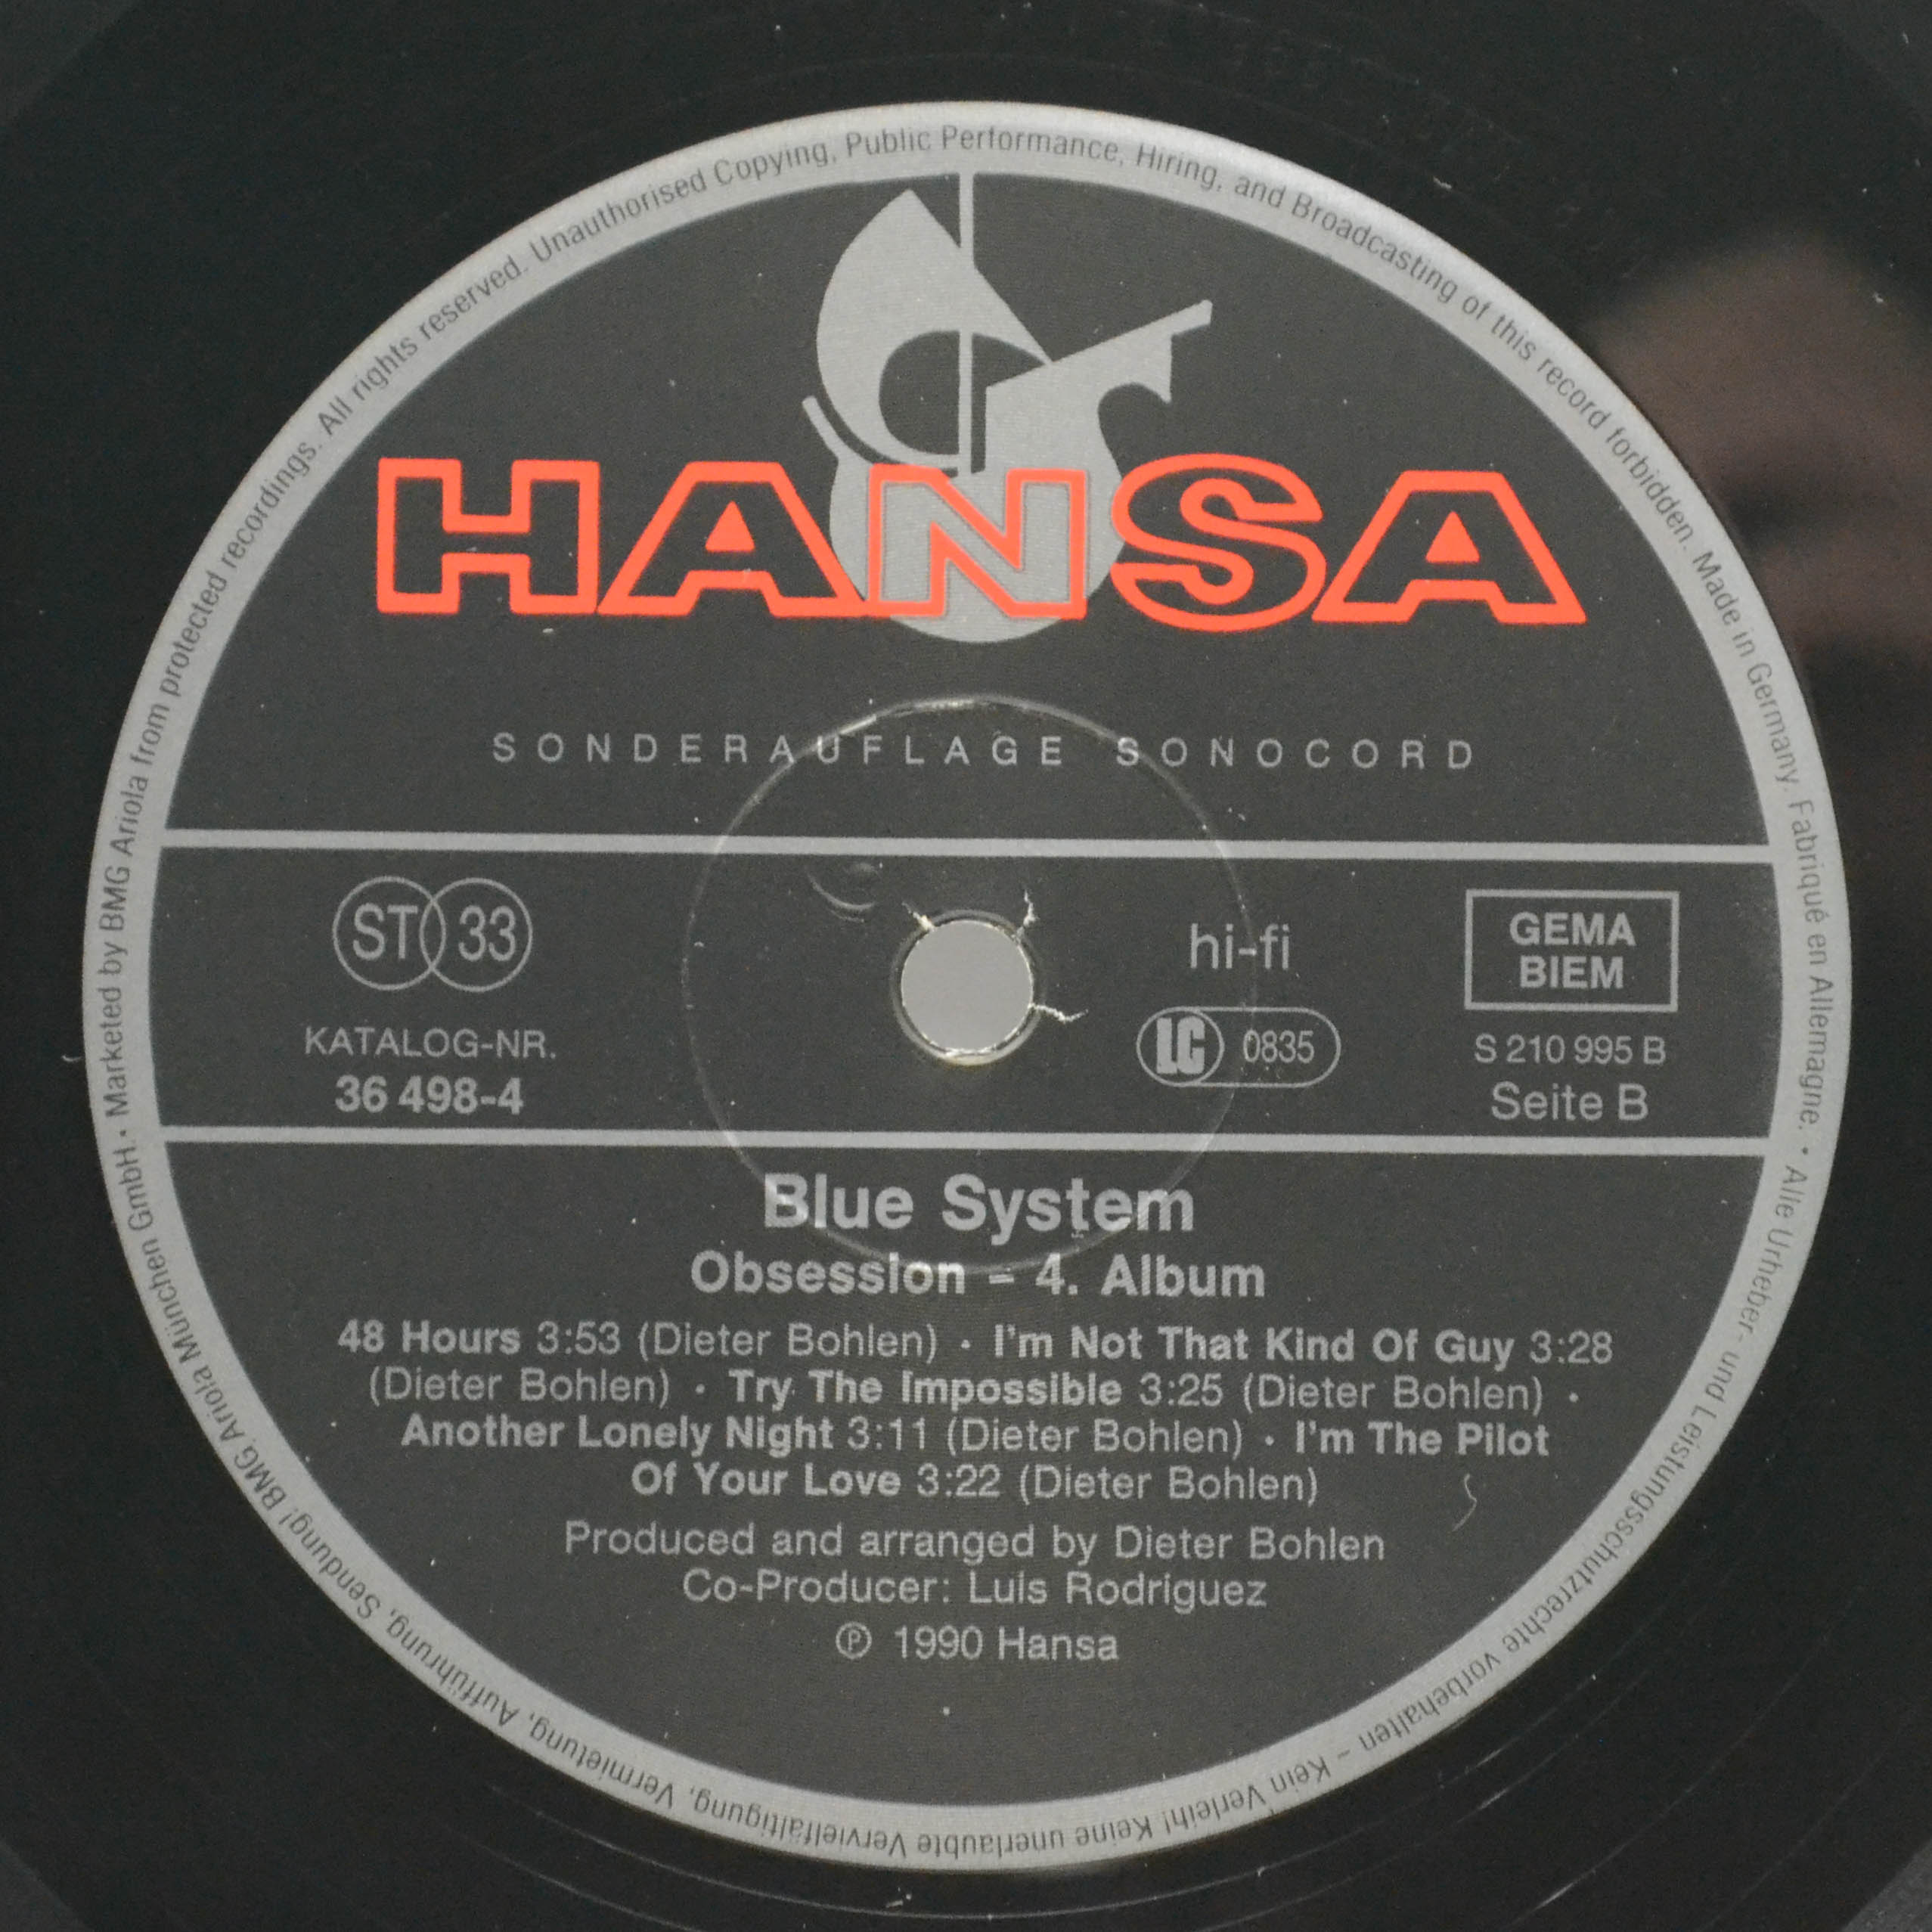 HANSA
SONDERAUFLAGE SONOCORD
ST 33
KATALOG-NR.
36 498-4
hi-fi
LC 0835
GEMA
BIEM
S 210 995 B
Seite B
Blue System
Obsession – 4. Album
48 Hours 3:53 (Dieter Bohlen) · I'm Not That Kind Of Guy 3:28
(Dieter Bohlen) · Try The Impossible 3:25 (Dieter Bohlen) ·
Another Lonely Night 3:11 (Dieter Bohlen) · I'm The Pilot
Of Your Love 3:22 (Dieter Bohlen)
Produced and arranged by Dieter Bohlen
Co-Producer: Luis Rodriguez
℗ 1990 Hansa
• Marketed by BMG Ariola from protected recordings. All rights reserved. Unauthorised Copying, Public Performance, Hiring, and Broadcasting of this record forbidden. Made in Germany. Fabriqué en Allemagne. • Alle Urheber- und Leistungsschutzrechte vorbehalten – Kein Verleih! Keine unerlaubte Vervielfältigung, Vermietung, Aufführung, Sendung! BMG Ariola München GmbH.